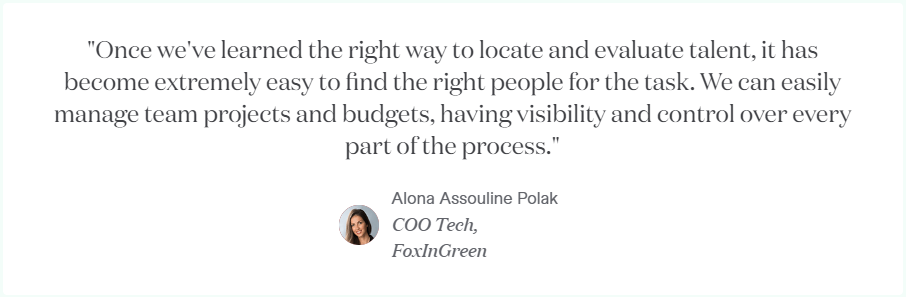 "Once we've learned the right way to locate and evaluate talent, it has
become extremely easy to find the right people for the task. We can easily
manage team projects and budgets, having visibility and control over every
part of the process."
Alona Assouline Polak
COO Tech,
FoxInGreen